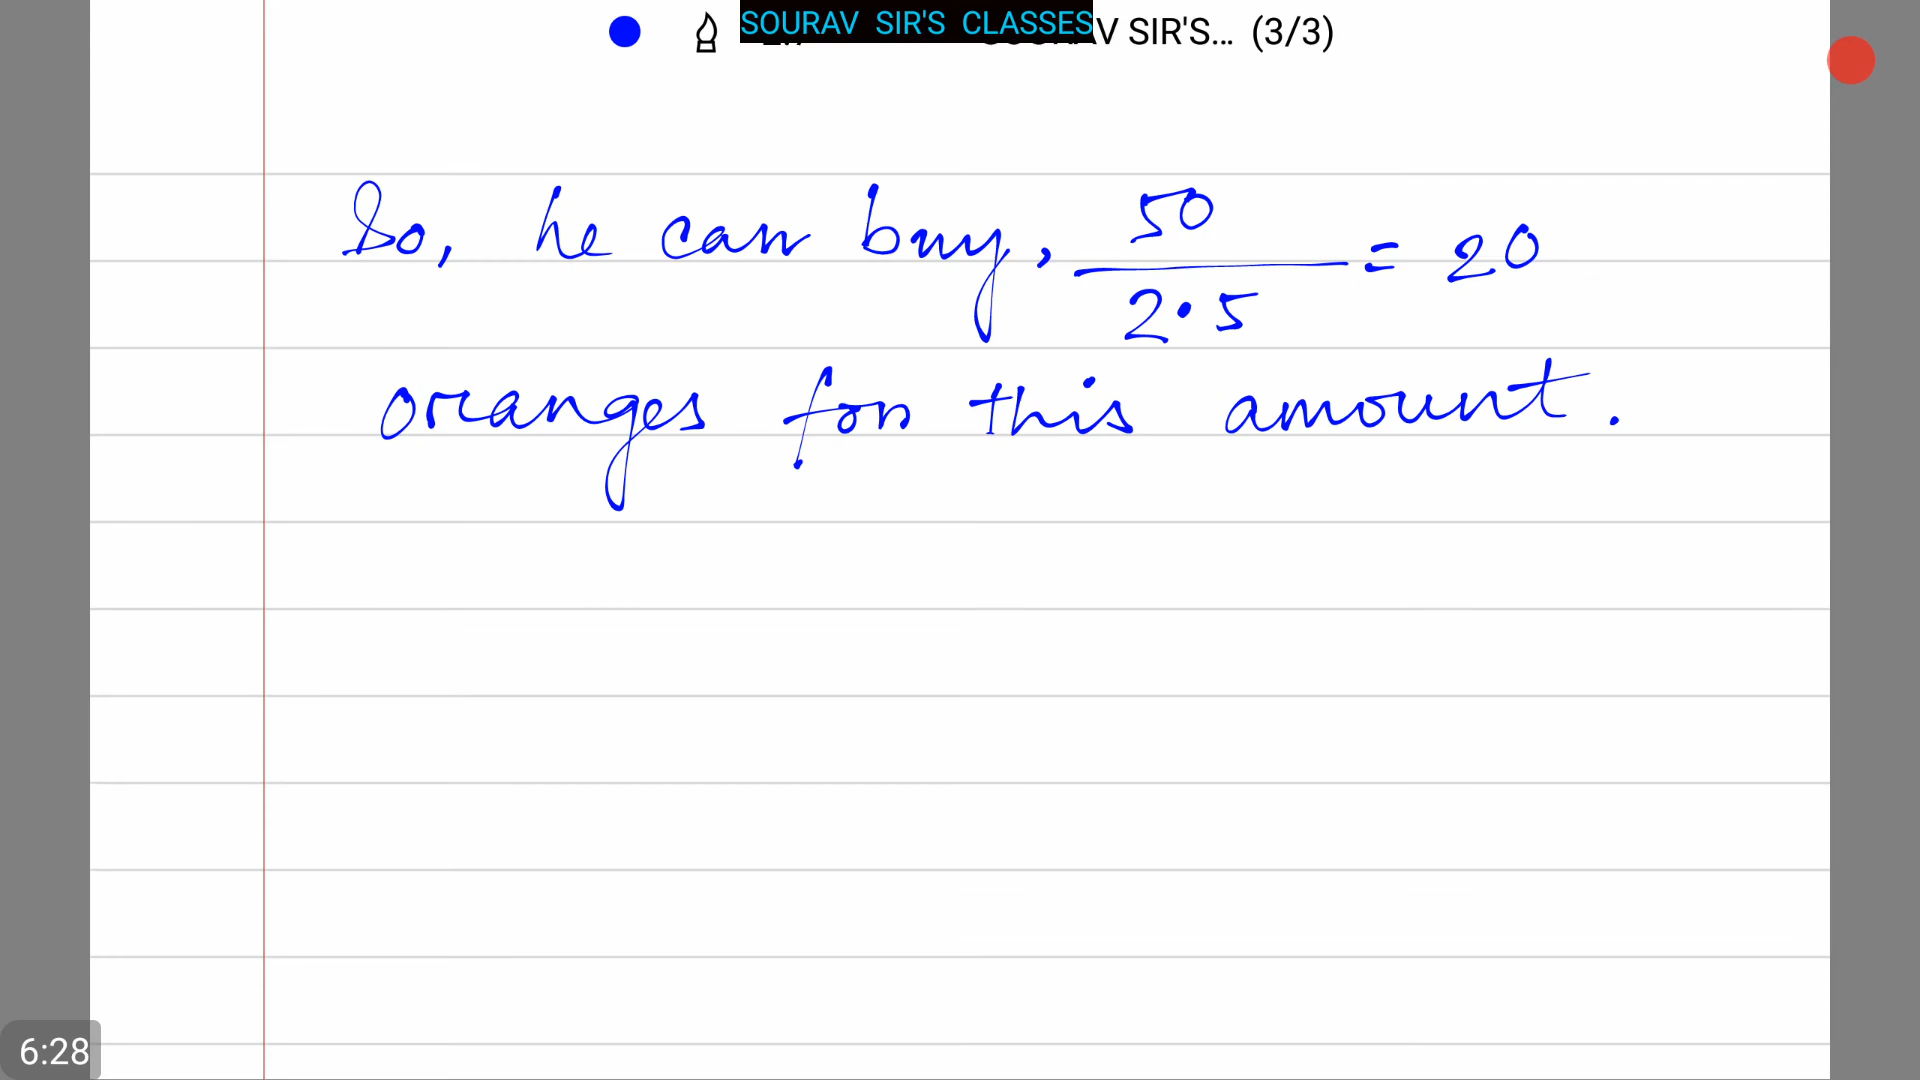 SOURAV SIR'S CLASSES V SIR'S... (3/3)
So, he can buy, 50/2.5 = 20
oranges for this amount.
6:28